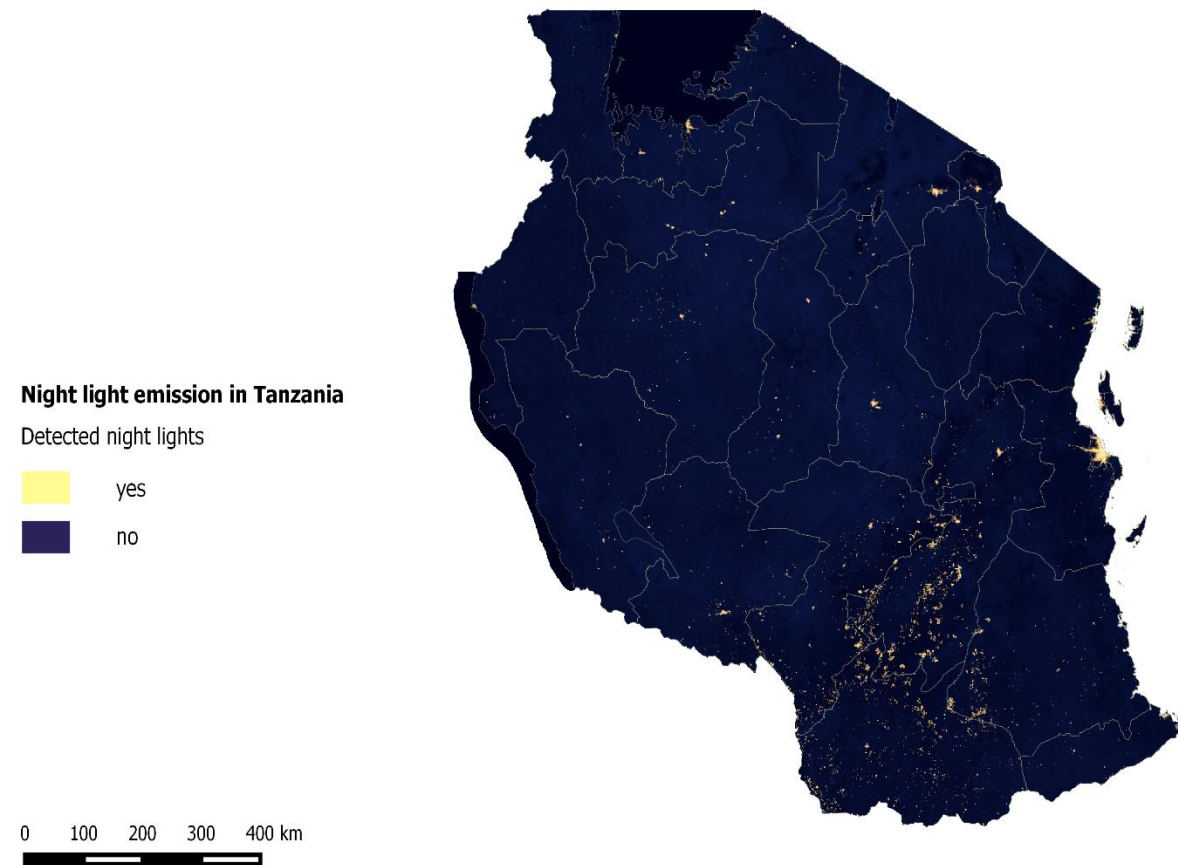 Night light emission in Tanzania
Detected night lights
yes
no
0 100 200 300 400 km